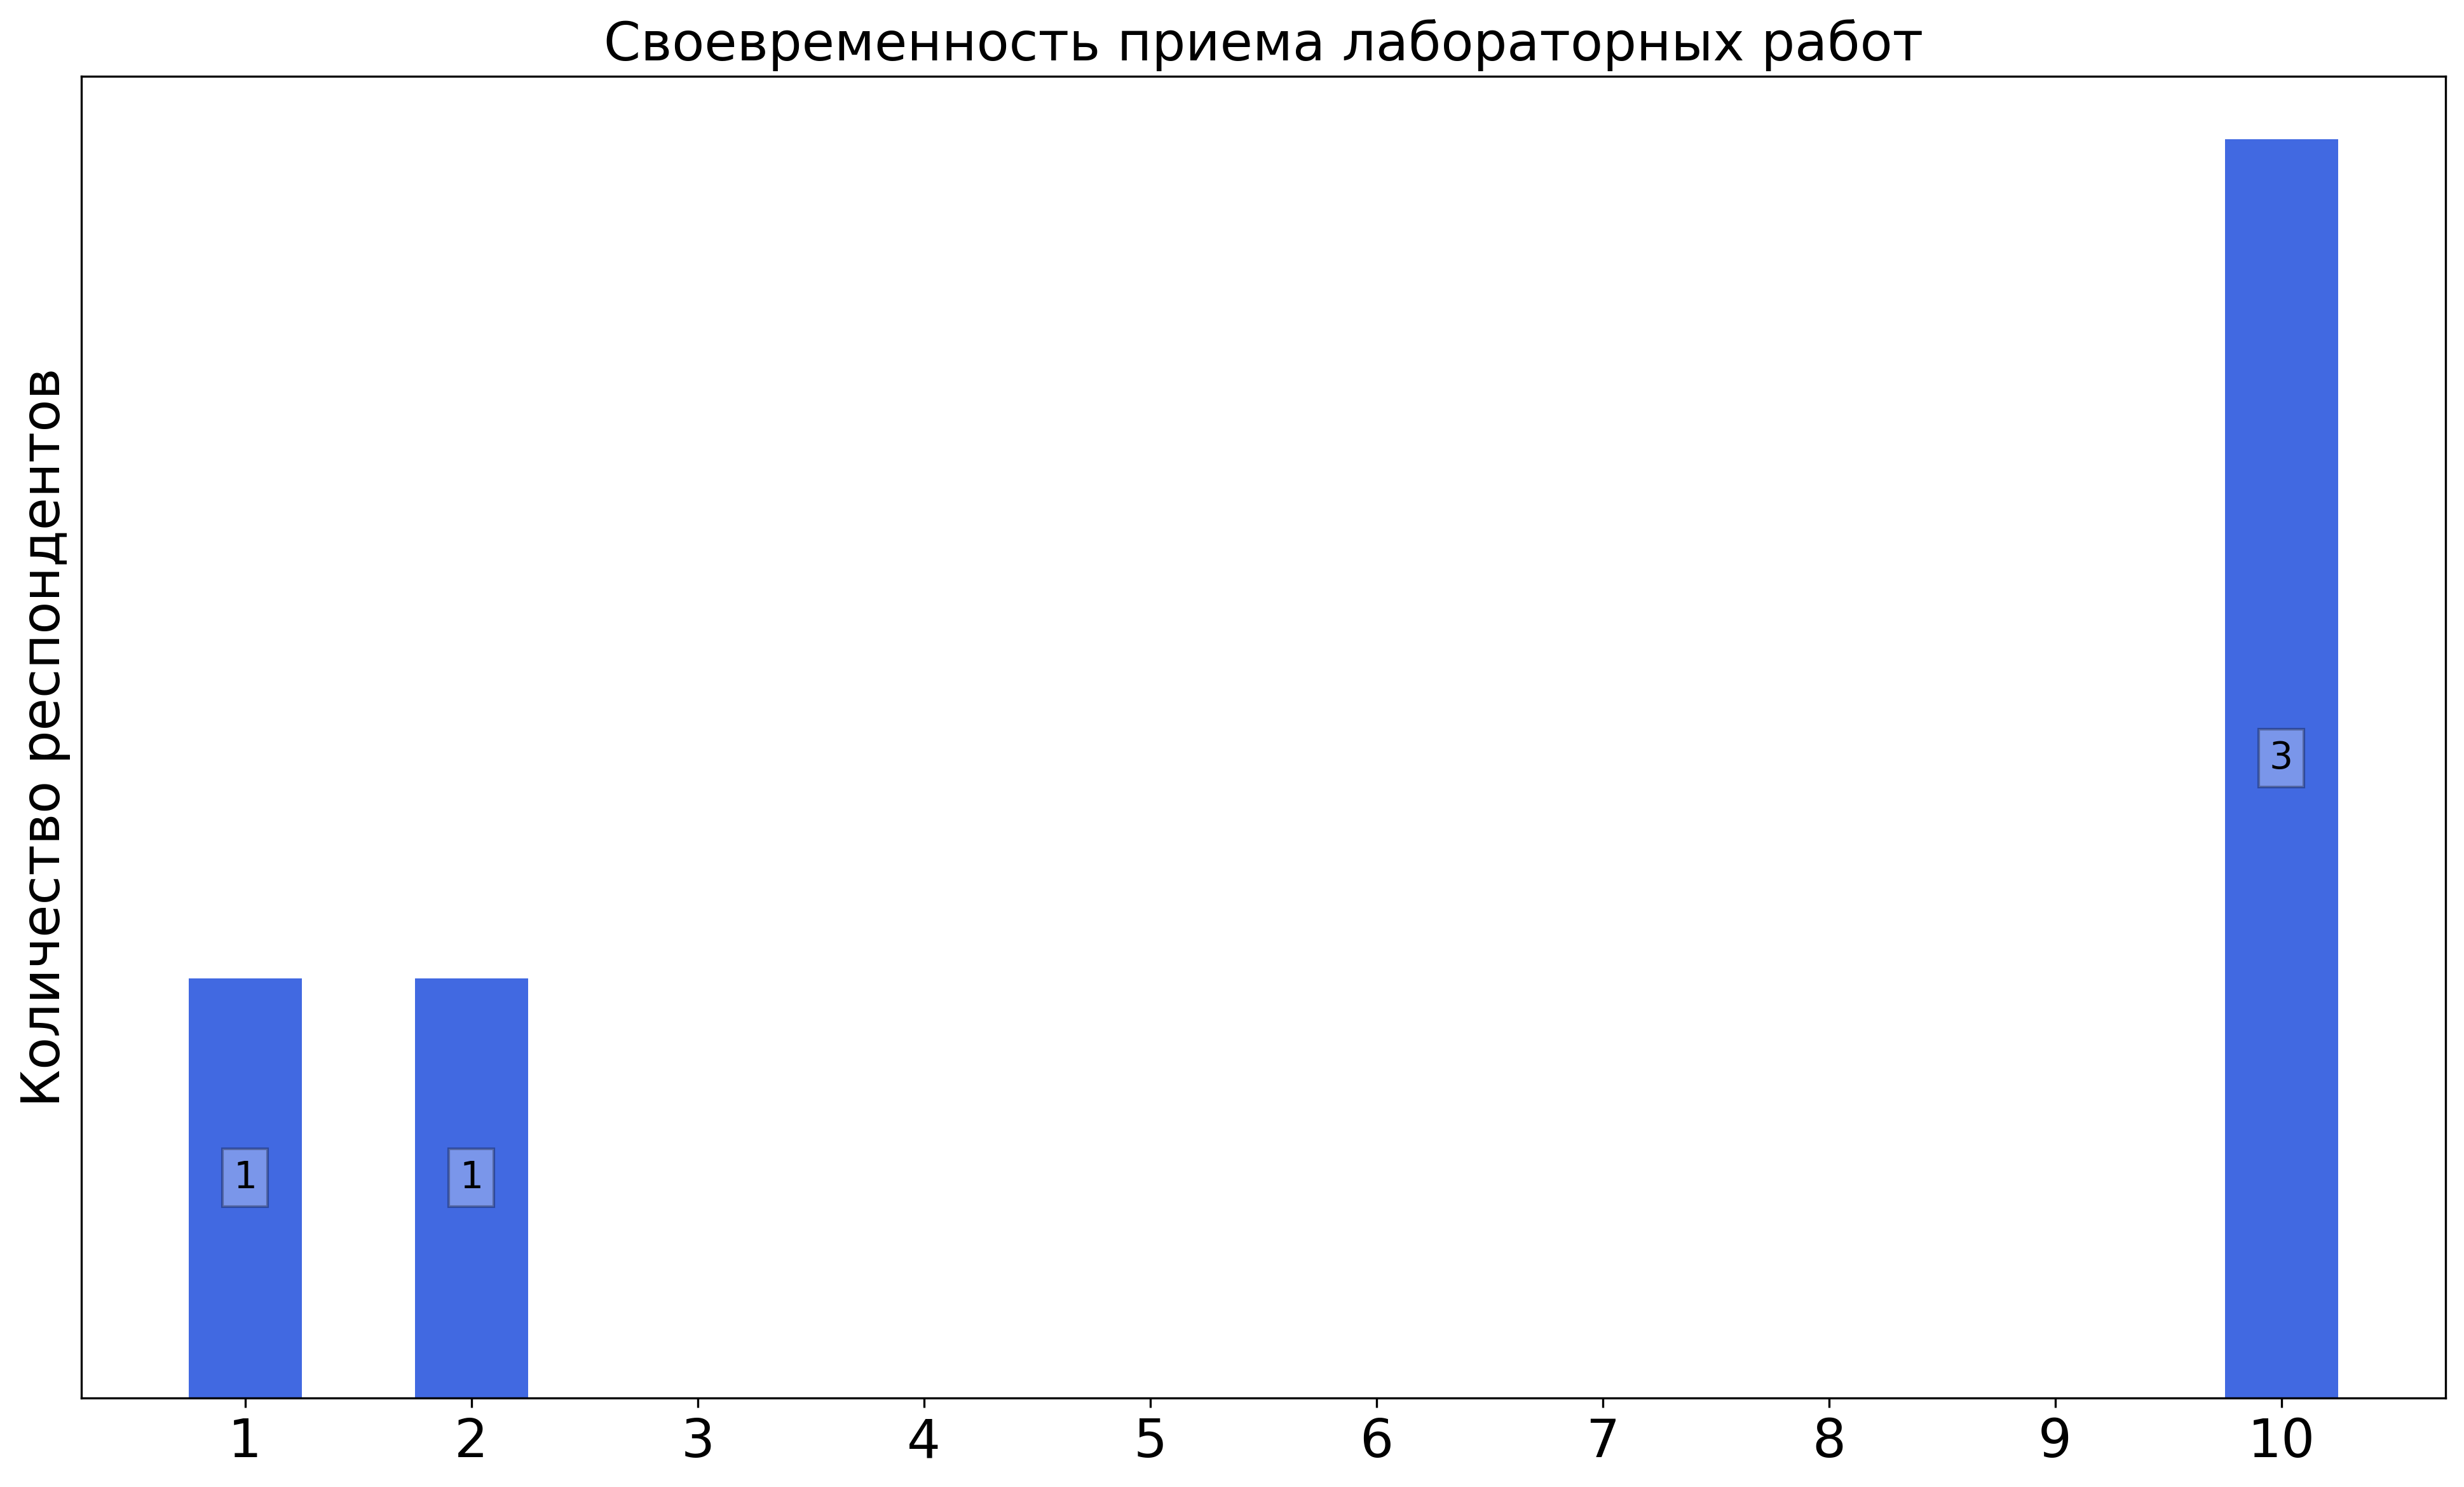 Своевременность приема лабораторных работ
Количество респондентов
3
1 1
1 2 3 4 5 6 7 8 9 10